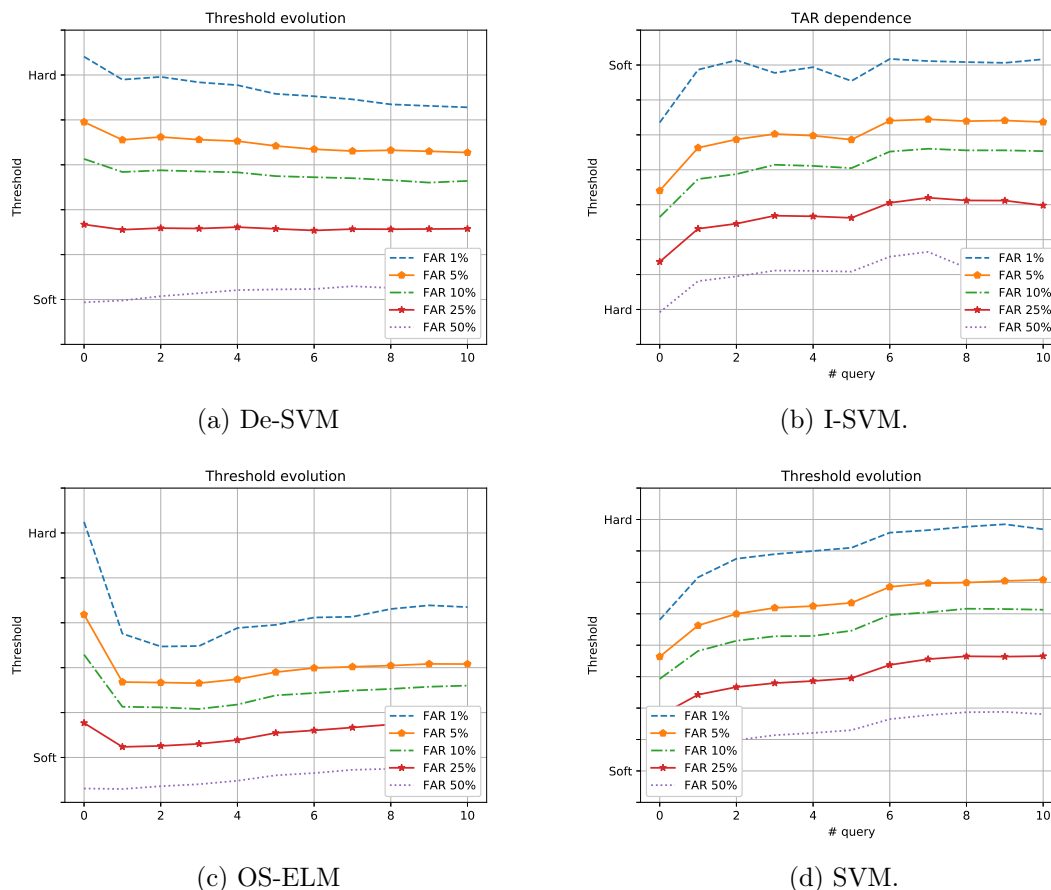 Threshold evolution
Threshold
Hard
Soft
0 2 4 6 8 10
FAR 1%
FAR 5%
FAR 10%
FAR 25%
FAR 50%
(a) De-SVM
TAR dependence
Threshold
Soft
Hard
0 2 4 6 8 10
# query
FAR 1%
FAR 5%
FAR 10%
FAR 25%
FAR 50%
(b) I-SVM.
Threshold evolution
Threshold
Hard
Soft
0 2 4 6 8 10
FAR 1%
FAR 5%
FAR 10%
FAR 25%
FAR 50%
(c) OS-ELM
Threshold evolution
Threshold
Hard
Soft
0 2 4 6 8 10
# query
FAR 1%
FAR 5%
FAR 10%
FAR 25%
FAR 50%
(d) SVM.